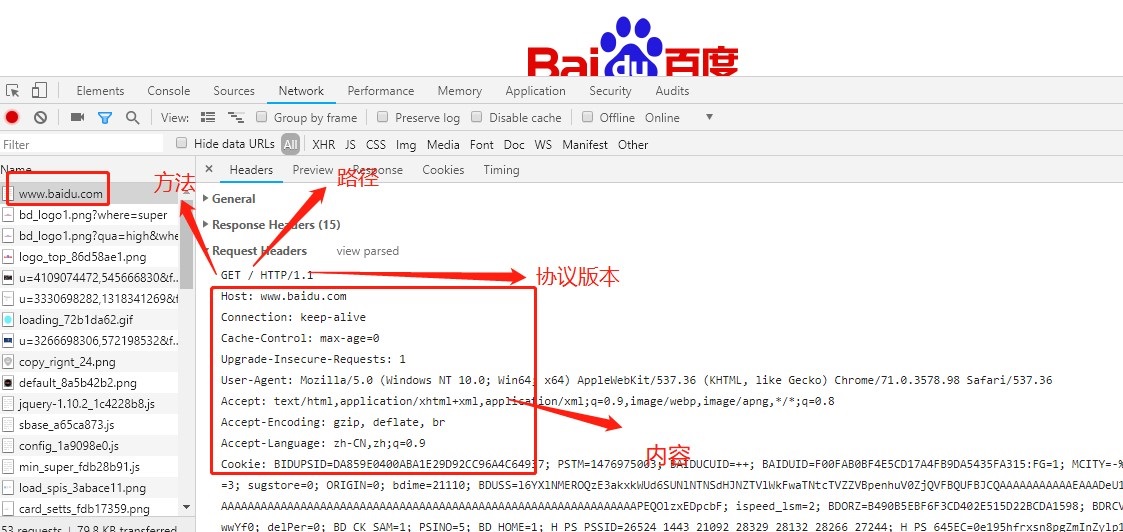 Bai du 百度
Elements Console Sources Network Performance Memory Application Security Audits
View: Group by frame Preserve log Disable cache Offline Online
Filter Hide data URLs All XHR JS CSS Img Media Font Doc WS Manifest Other
Name × Headers Preview Response Cookies Timing
方法 路径
www.baidu.com
General
bd_logo1.png?where=super
Response Headers (15)
bd_logo1.png?qua=high&whe
Request Headers view parsed
logo_top_86d58ae1.png
GET / HTTP/1.1 协议版本
u=4109074472,545666830&f...
Host: www.baidu.com
u=3330698282,1318341269&f
Connection: keep-alive
loading_72b1da62.gif
Cache-Control: max-age=0
u=3266698306,572198532&f...
Upgrade-Insecure-Requests: 1
copy_rignt_24.png
User-Agent: Mozilla/5.0 (Windows NT 10.0; Win64; x64) AppleWebKit/537.36 (KHTML, like Gecko) Chrome/71.0.3578.98 Safari/537.36
default_8a5b42b2.png
Accept: text/html,application/xhtml+xml,application/xml;q=0.9,image/webp,image/apng,*/*;q=0.8
jquery-1.10.2_1c4228b8.js
Accept-Encoding: gzip, deflate, br
sbase_a65ca873.js
Accept-Language: zh-CN,zh;q=0.9
config_1a9098e0.js
内容
Cookie: BIDUPSID=DA859E0400ABA1E29D92CC96A4C64937; PSTM=1476975003; BAIDUCUID=++; BAIDUID=F00FAB0BF4E5CD17A4FB9DA5435FA315:FG=1; MCITY=-%
min_super_fdb28b91.js
=3; sugstore=0; ORIGIN=0; bdime=21110;
load_spis_3abace11.png
card_setts_fdb17359.png
PEQOlzxEDpcbF; ispeed_lsm=2; BDORZ=B490B5EBF6F3CD402E515D22BCDA1598;
53 requests 79.8 KB transferred
wwYf0; delPer=0; BD_CK_SAM=1; PSINO=5; BD_HOME=1; H_PS_PSSID=26524_1443_21092_28329_28132_28266_27244;